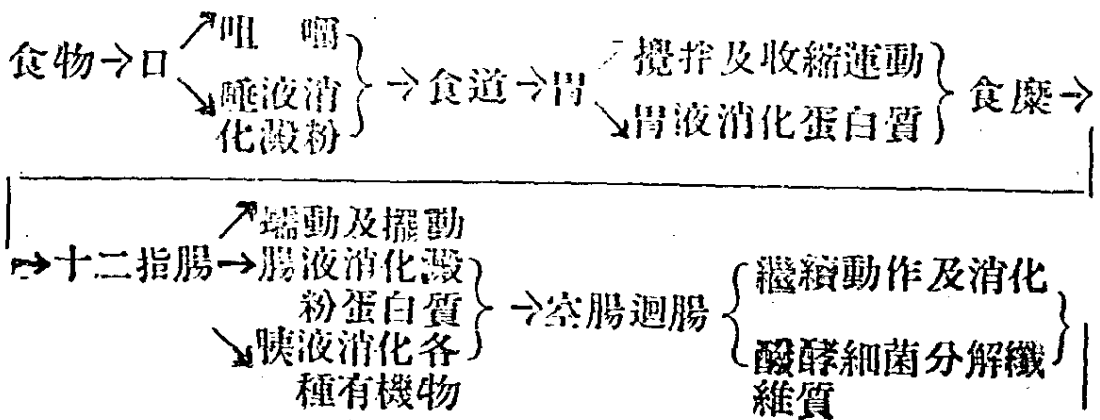 食物→口
咀 嚼
唾液消
化澱粉
→食道→胃
攪拌及收縮運動
胃液消化蛋白質
食糜→
→十二指腸→
蠕動及擺動
腸液消化澱
粉蛋白質
胰液消化各
種有機物
→空腸迴腸
繼續動作及消化
醱酵細菌分解纖
維質